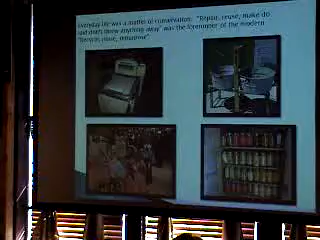 Everyday life was a matter of conservation. "Repair, reuse, make do
and don't throw anything away" was the forerunner of the modern
"Recycle, reuse, repurpose".